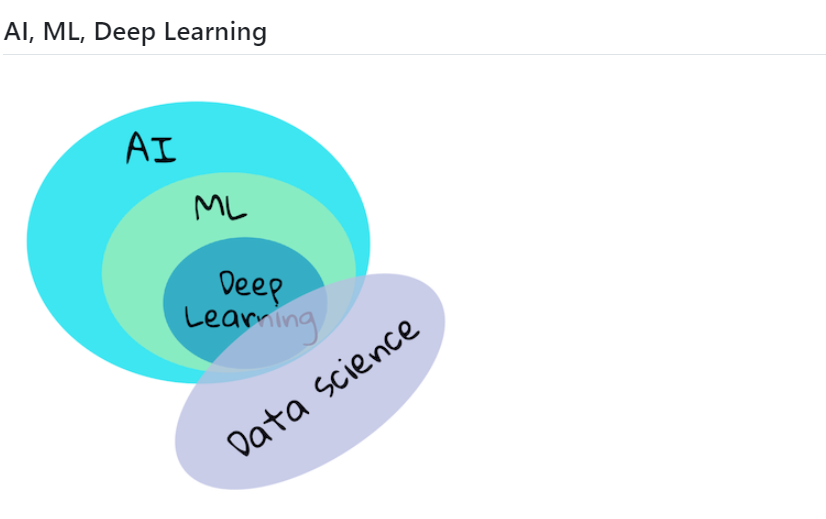 AI, ML, Deep Learning
AI
ML
Deep
Learning
Data science